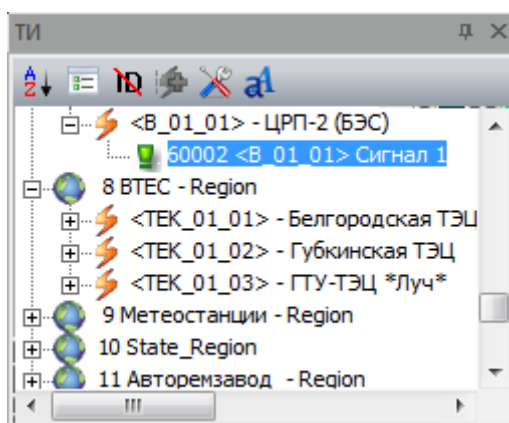 ТИ
<B_01_01> - ЦРП-2 (БЭС)
60002 <B_01_01> Сигнал 1
8 ВТЕС - Region
<TEK_01_01> - Белгородская ТЭЦ
<TEK_01_02> - Губкинская ТЭЦ
<TEK_01_03> - ГТУ-ТЭЦ *Луч*
9 Метеостанции - Region
10 State_Region
11 Авторемзавод - Region